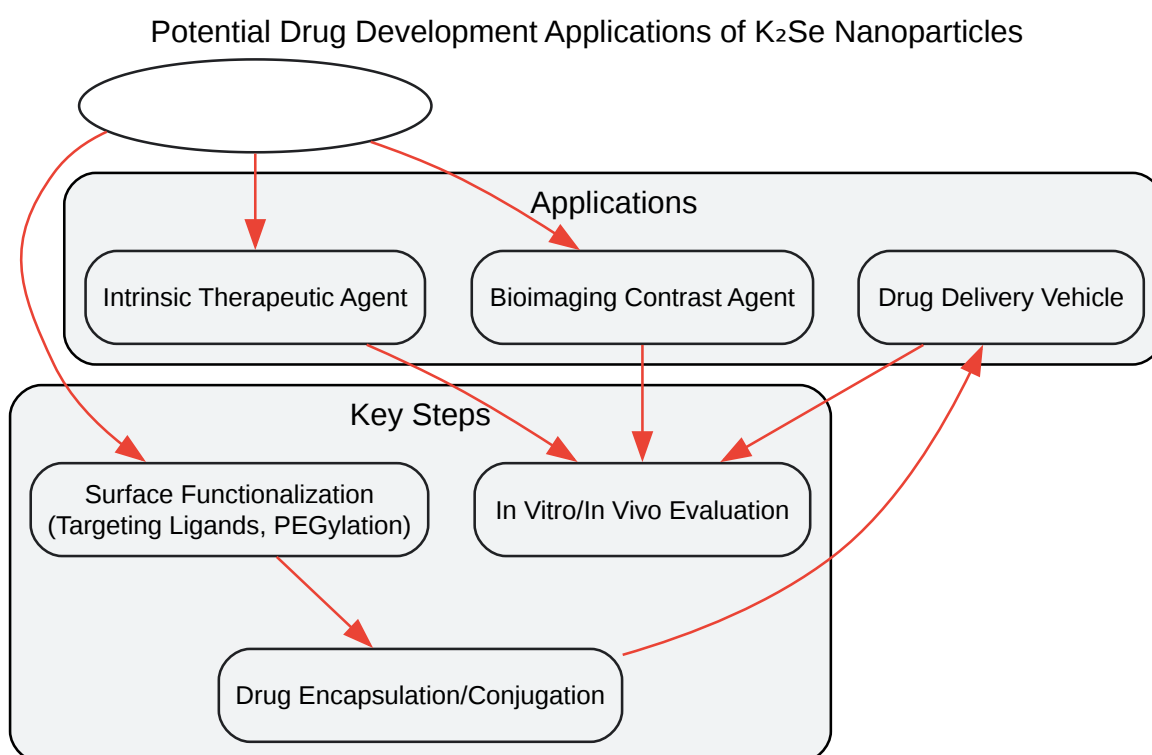 Potential Drug Development Applications of K₂Se Nanoparticles
Applications
Intrinsic Therapeutic Agent
Bioimaging Contrast Agent
Drug Delivery Vehicle
Key Steps
Surface Functionalization
(Targeting Ligands, PEGylation)
In Vitro/In Vivo Evaluation
Drug Encapsulation/Conjugation